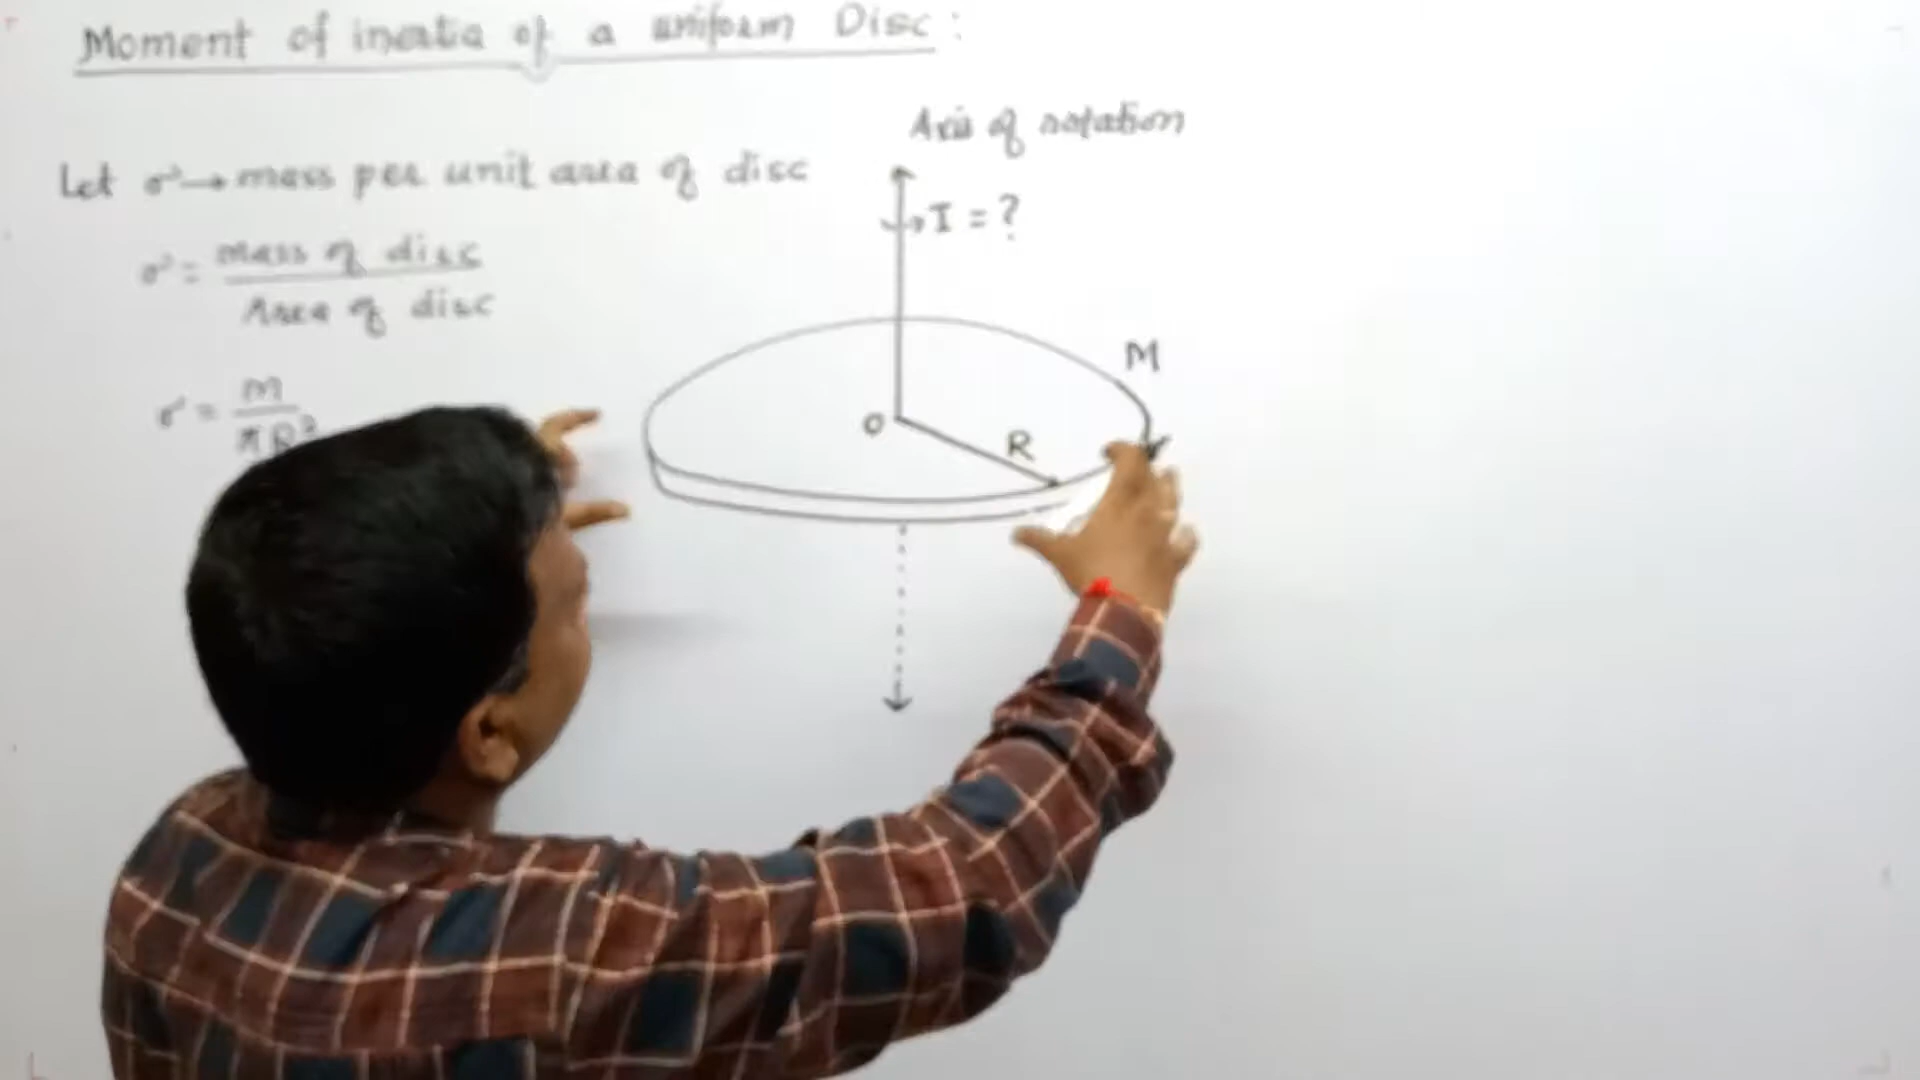 Moment of inertia of a uniform Disc :
Axis of rotation
Let σ → mass per unit area of disc
I = ?
σ = mass of disc
Area of disc
M
σ = M
πR²
O
R